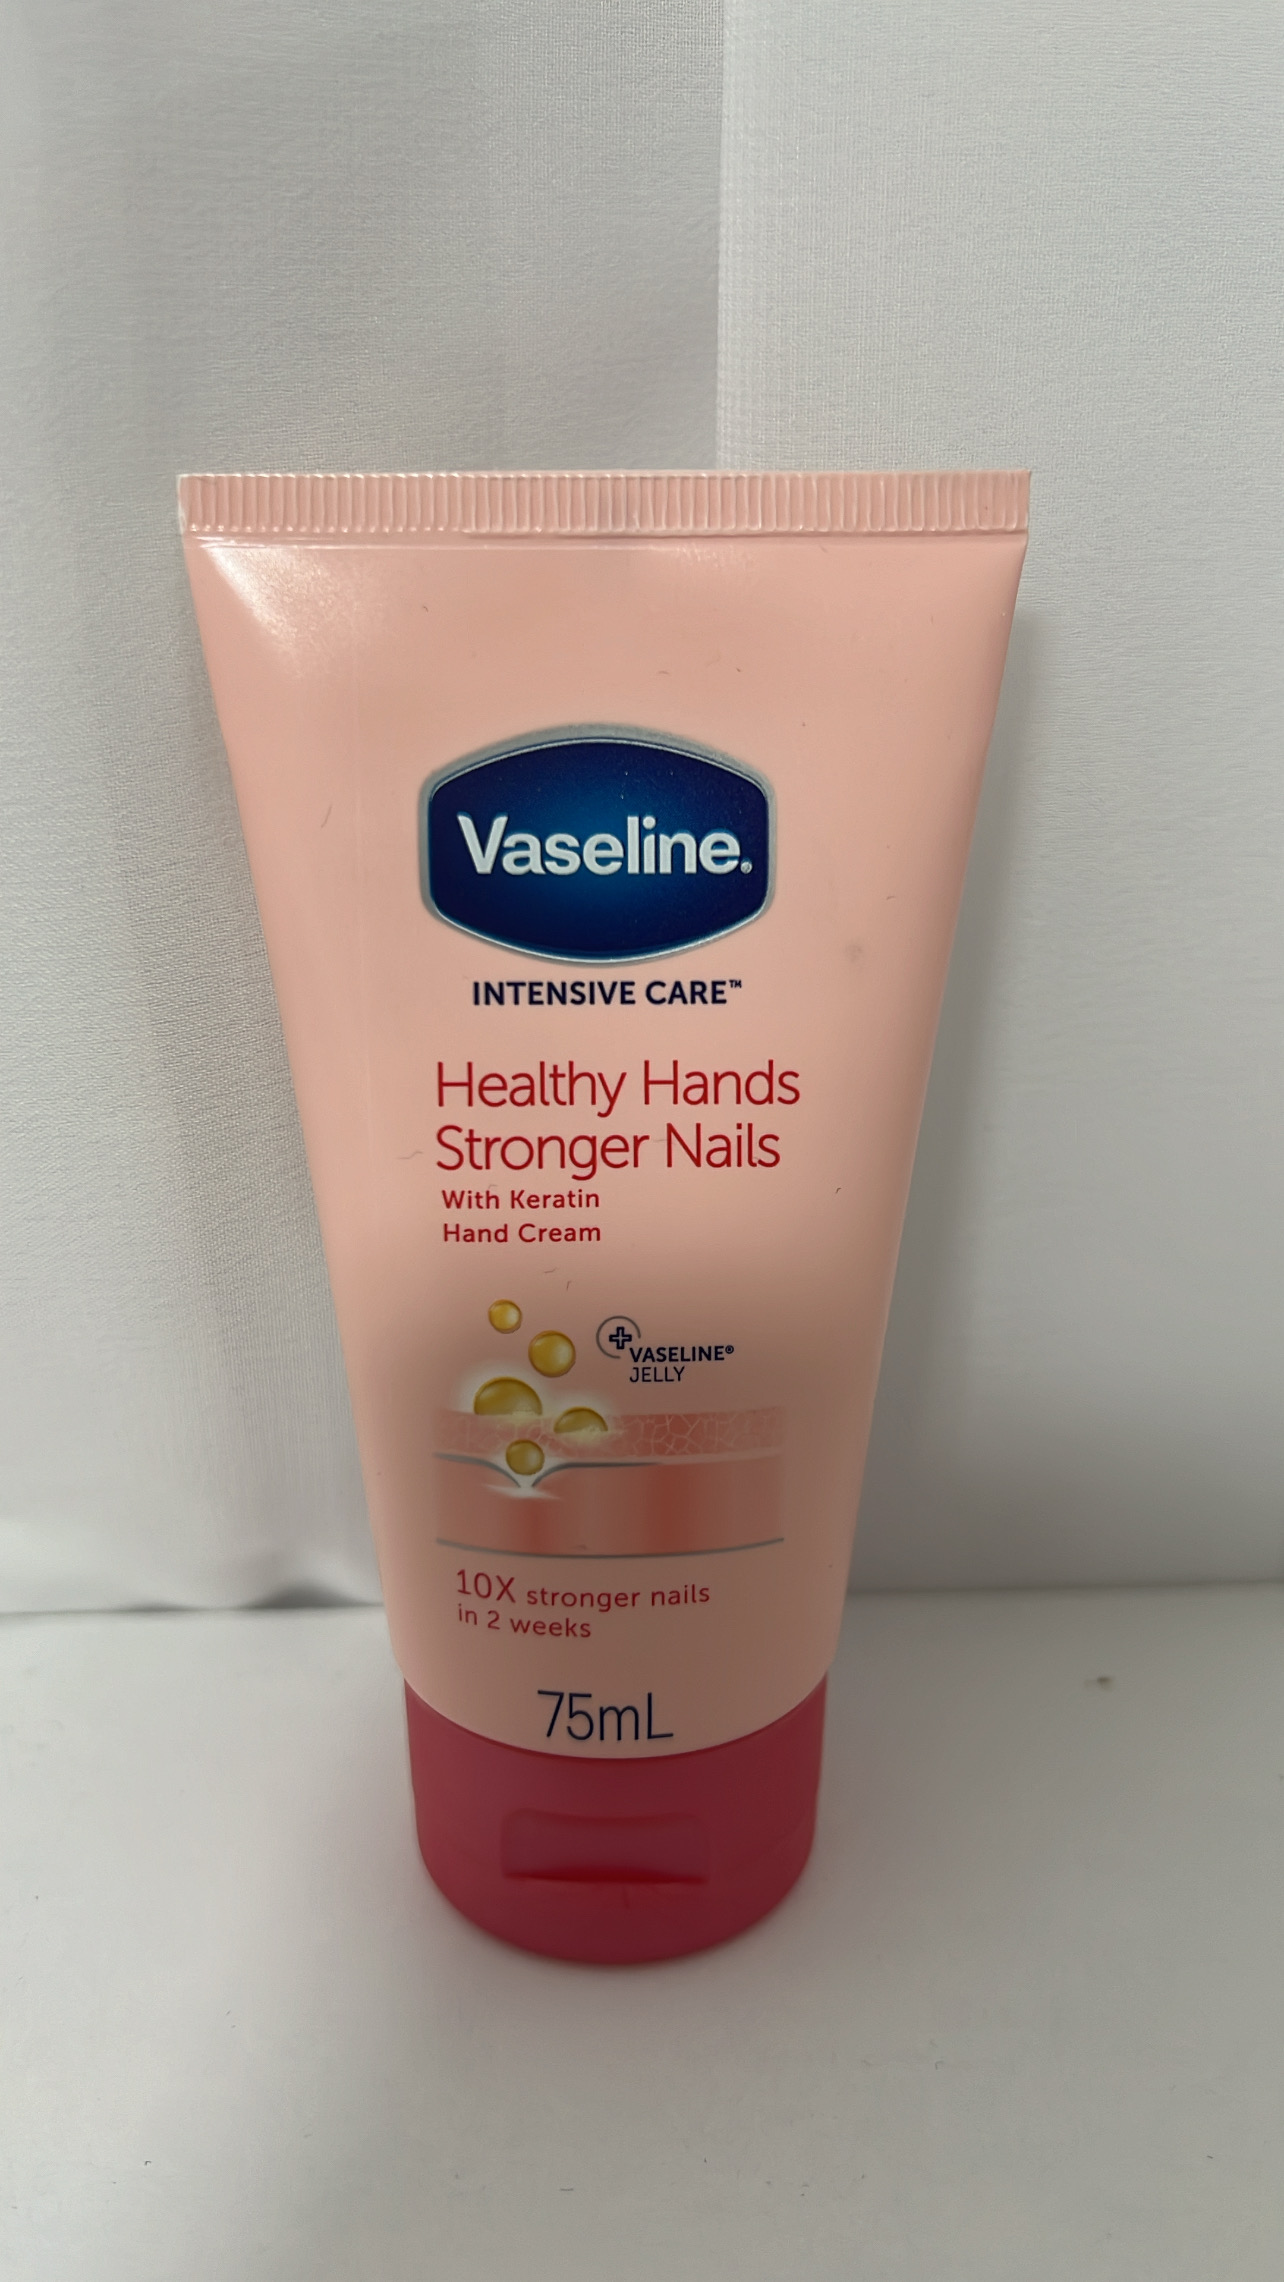 Vaseline®
INTENSIVE CARE™
Healthy Hands
Stronger Nails
With Keratin
Hand Cream
VASELINE®
JELLY
10X stronger nails
in 2 weeks
75mL